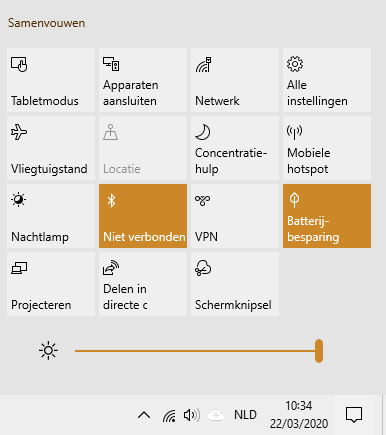 Samenvouwen
Tabletmodus
Apparaten
aansluiten
Netwerk
Alle
instellingen
Vliegtuigstand
Locatie
Concentratie-
hulp
Mobiele
hotspot
Nachtlamp
Niet verbonden
VPN
Batterij-
besparing
Projecteren
Delen in
directe c
Schermknipsel
NLD
10:34
22/03/2020